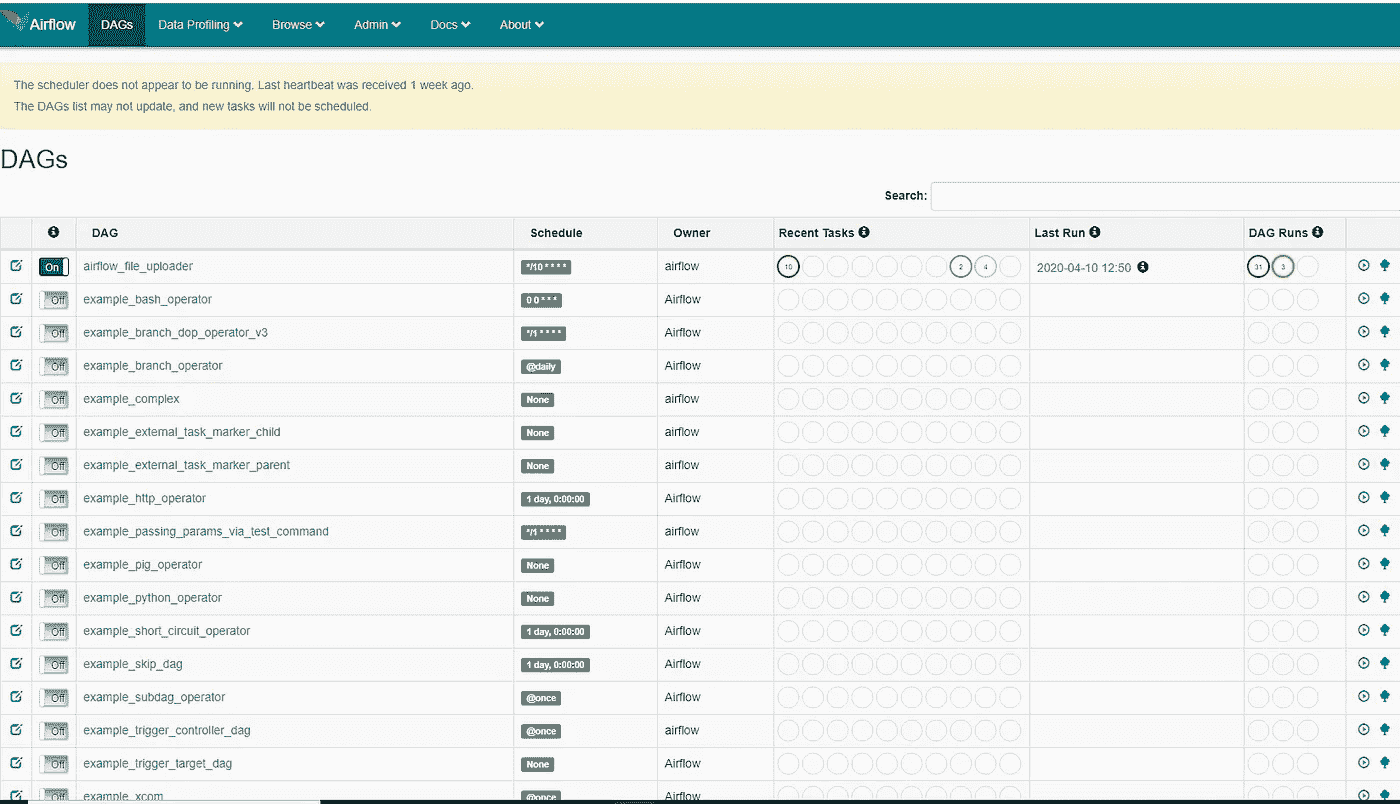 Airflow DAGs Data Profiling Browse Admin Docs About
The scheduler does not appear to be running. Last heartbeat was received 1 week ago.
The DAGs list may not update, and new tasks will not be scheduled.
DAGs
Search:
DAG Schedule Owner Recent Tasks Last Run DAG Runs
On airflow_file_uploader */10 * * * * airflow 10 2 4 2020-04-10 12:50 31 3
Off example_bash_operator 0 0 * * * Airflow
Off example_branch_dop_operator_v3 */1 * * * * Airflow
Off example_branch_operator @daily Airflow
Off example_complex None airflow
Off example_external_task_marker_child None airflow
Off example_external_task_marker_parent None airflow
Off example_http_operator 1 day, 0:00:00 Airflow
Off example_passing_params_via_test_command */1 * * * * airflow
Off example_pig_operator None Airflow
Off example_python_operator None Airflow
Off example_short_circuit_operator 1 day, 0:00:00 Airflow
Off example_skip_dag 1 day, 0:00:00 Airflow
Off example_subdag_operator @once Airflow
Off example_trigger_controller_dag @once airflow
Off example_trigger_target_dag None Airflow
Off example_xcom @once Airflow